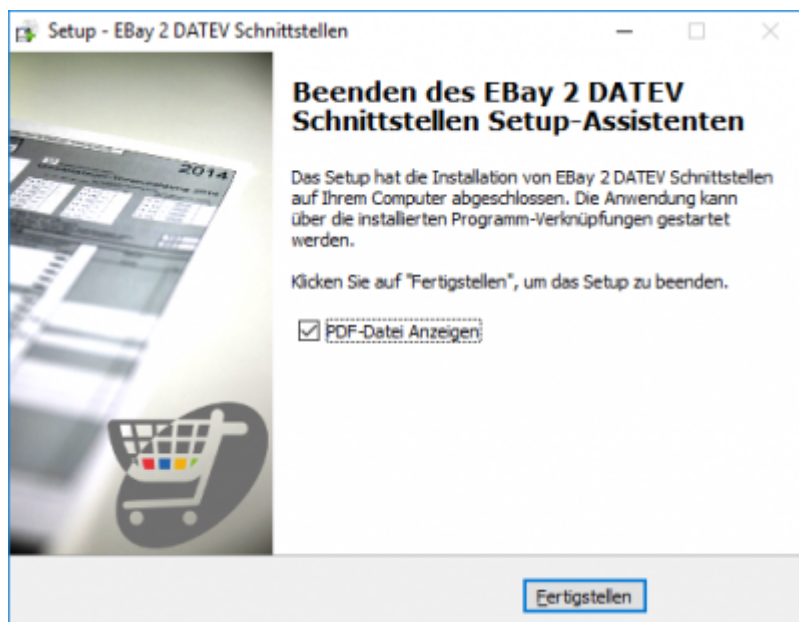 Setup - EBay 2 DATEV Schnittstellen
Beenden des EBay 2 DATEV
Schnittstellen Setup-Assistenten
2014
Das Setup hat die Installation von EBay 2 DATEV Schnittstellen
auf Ihrem Computer abgeschlossen. Die Anwendung kann
über die installierten Programm-Verknüpfungen gestartet
werden.
Klicken Sie auf "Fertigstellen", um das Setup zu beenden.
PDF-Datei Anzeigen
Fertigstellen